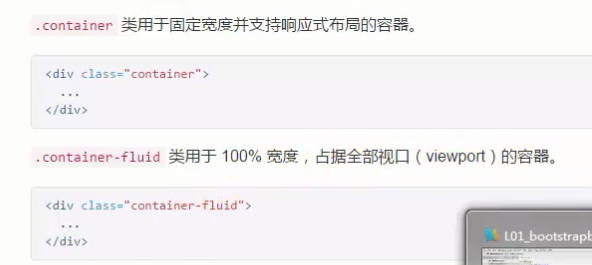 .container 类用于固定宽度并支持响应式布局的容器。
<div class="container">
...
</div>
.container-fluid 类用于 100% 宽度，占据全部视口（viewport）的容器。
<div class="container-fluid">
...
</div>